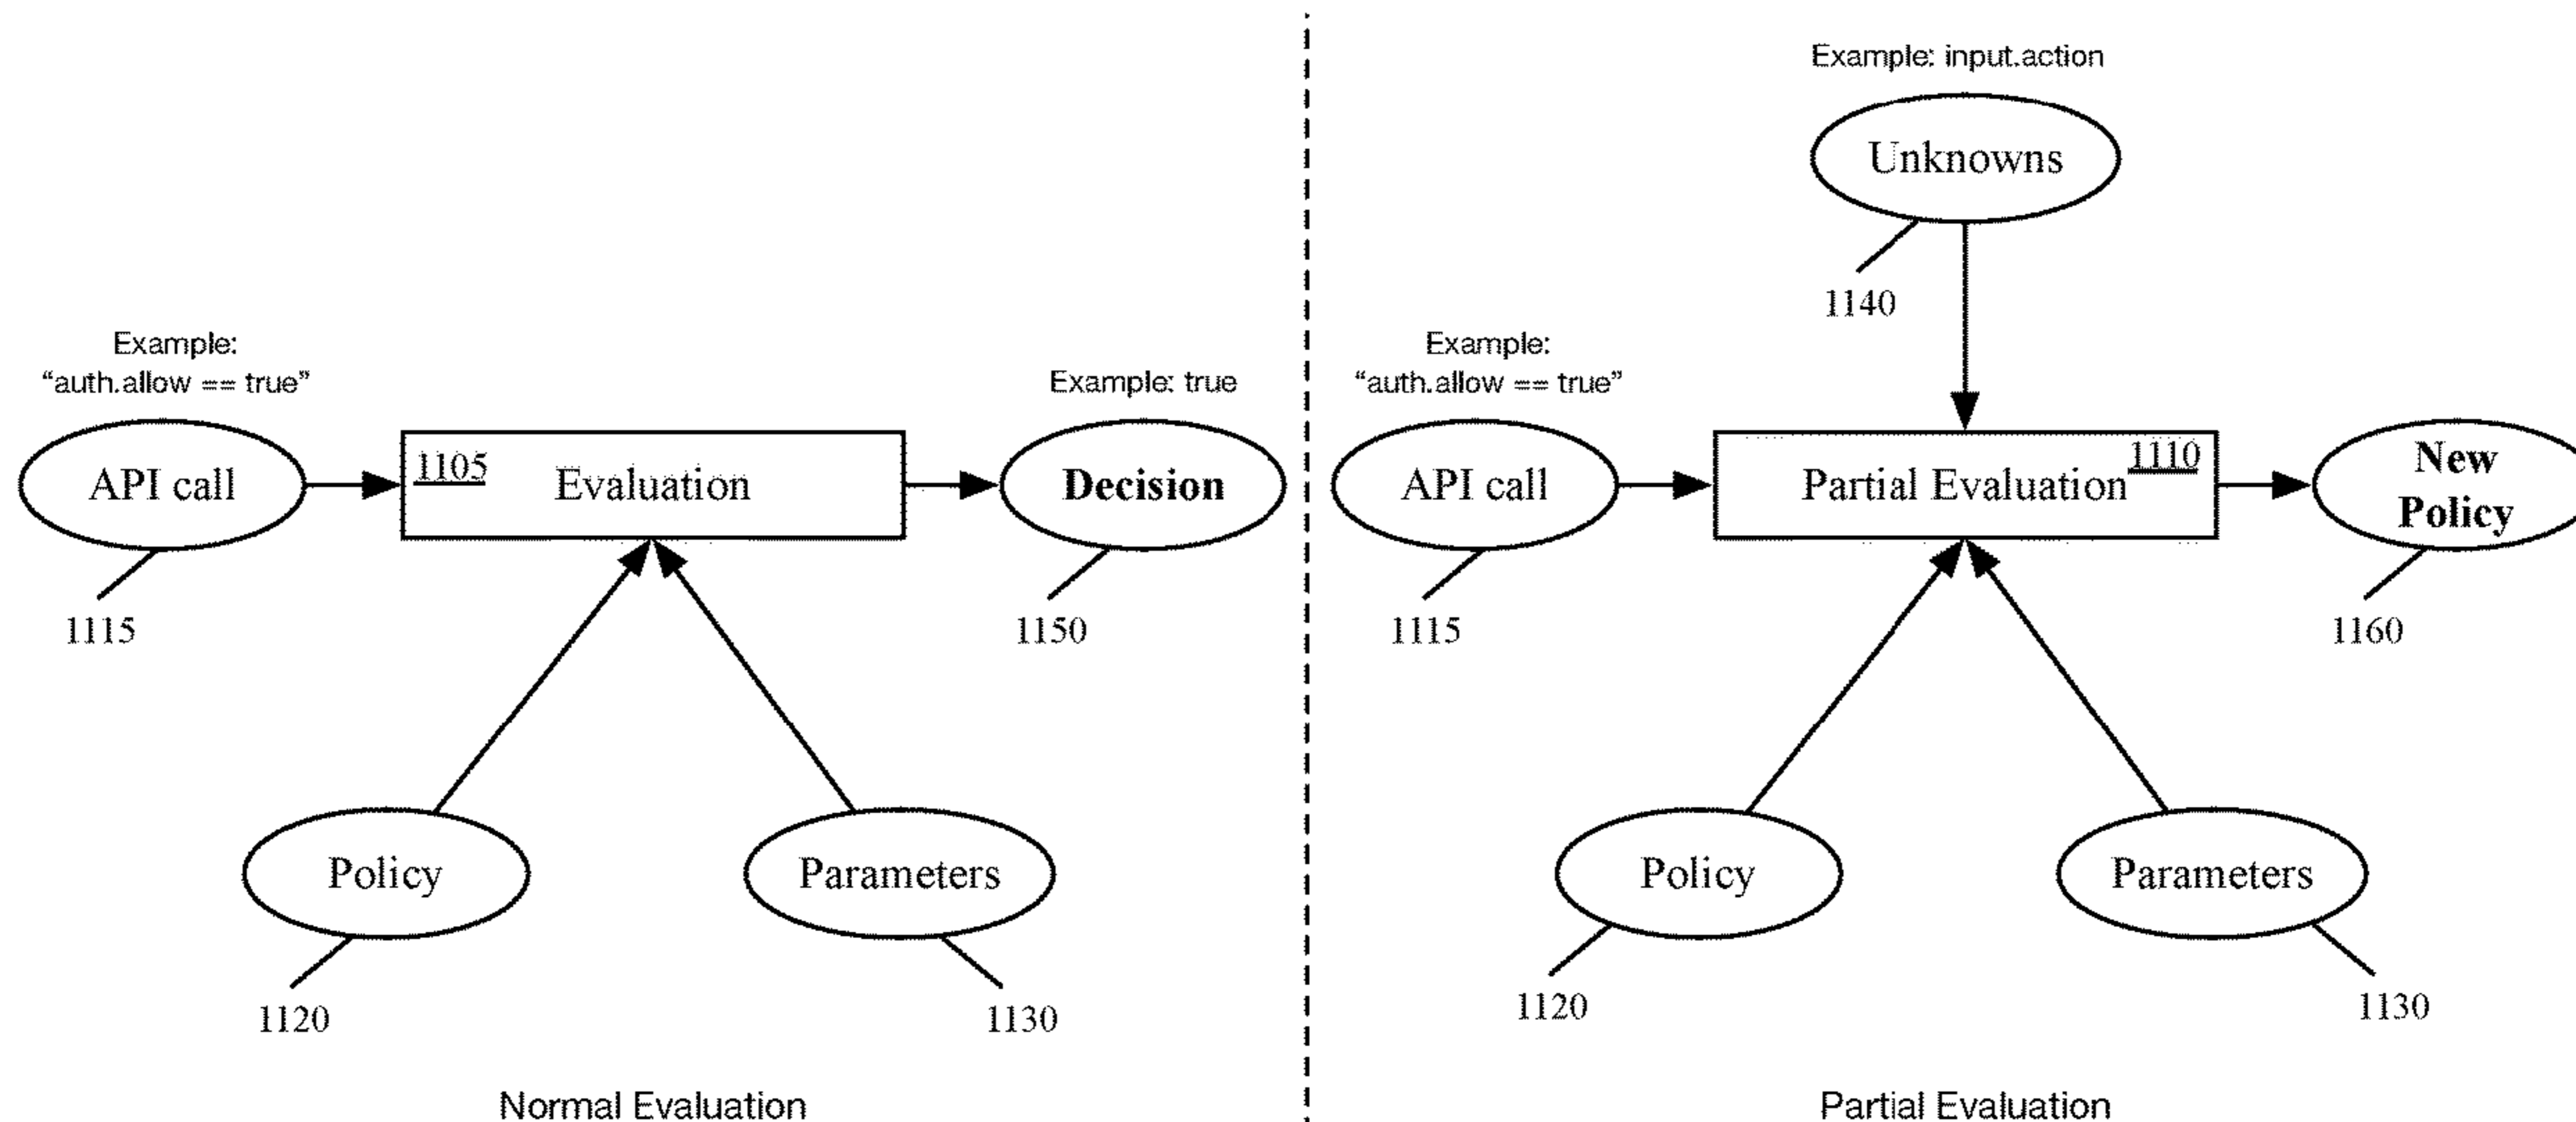 Example:
“auth.allow == true”
API call
1115
1105
Evaluation
Example: true
Decision
1150
Policy
1120
Parameters
1130
Normal Evaluation
Example: input.action
Unknowns
1140
Example:
“auth.allow == true”
API call
1115
Partial Evaluation
1110
New
Policy
1160
Policy
1120
Parameters
1130
Partial Evaluation